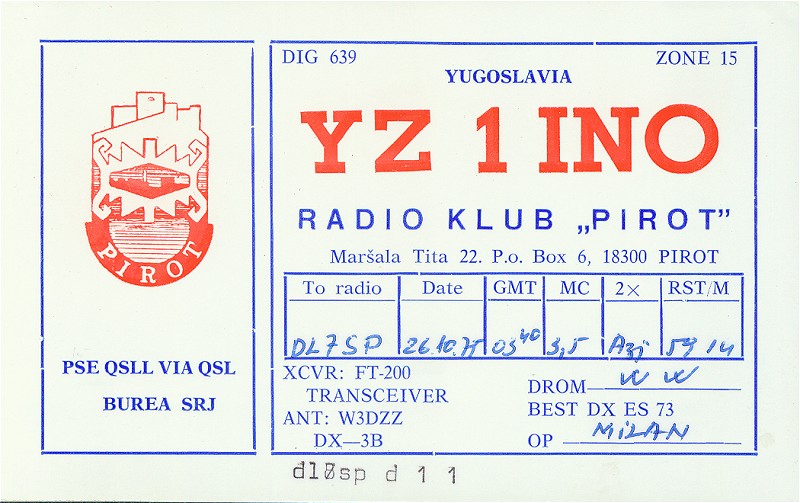 PIROT
PSE QSLL VIA QSL
BUREA SRJ
DIG 639 ZONE 15
YUGOSLAVIA
YZ 1 INO
RADIO KLUB „PIROT”
Maršala Tita 22. P.o. Box 6, 18300 PIROT
To radio Date GMT MC 2× RST/M
DL7SP 26.10. 03 40 3,5 59 14
XCVR: FT-200
TRANSCEIVER
ANT: W3DZZ
DX—3B
DROM
BEST DX ES 73
OP MILAN
dl0sp d 1 1